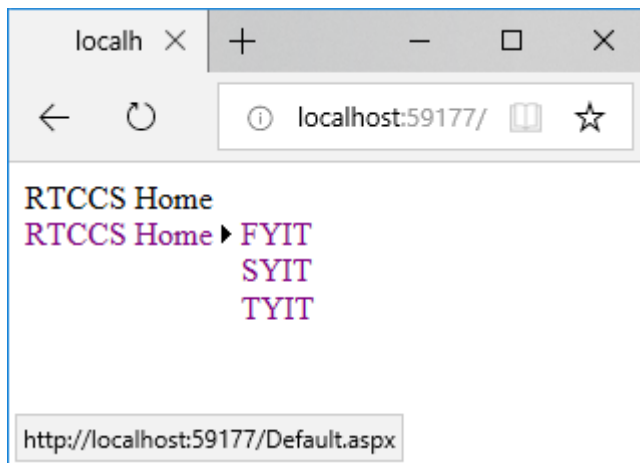 localh
localhost:59177/
RTCCS Home
RTCCS Home FYIT
SYIT
TYIT
http://localhost:59177/Default.aspx